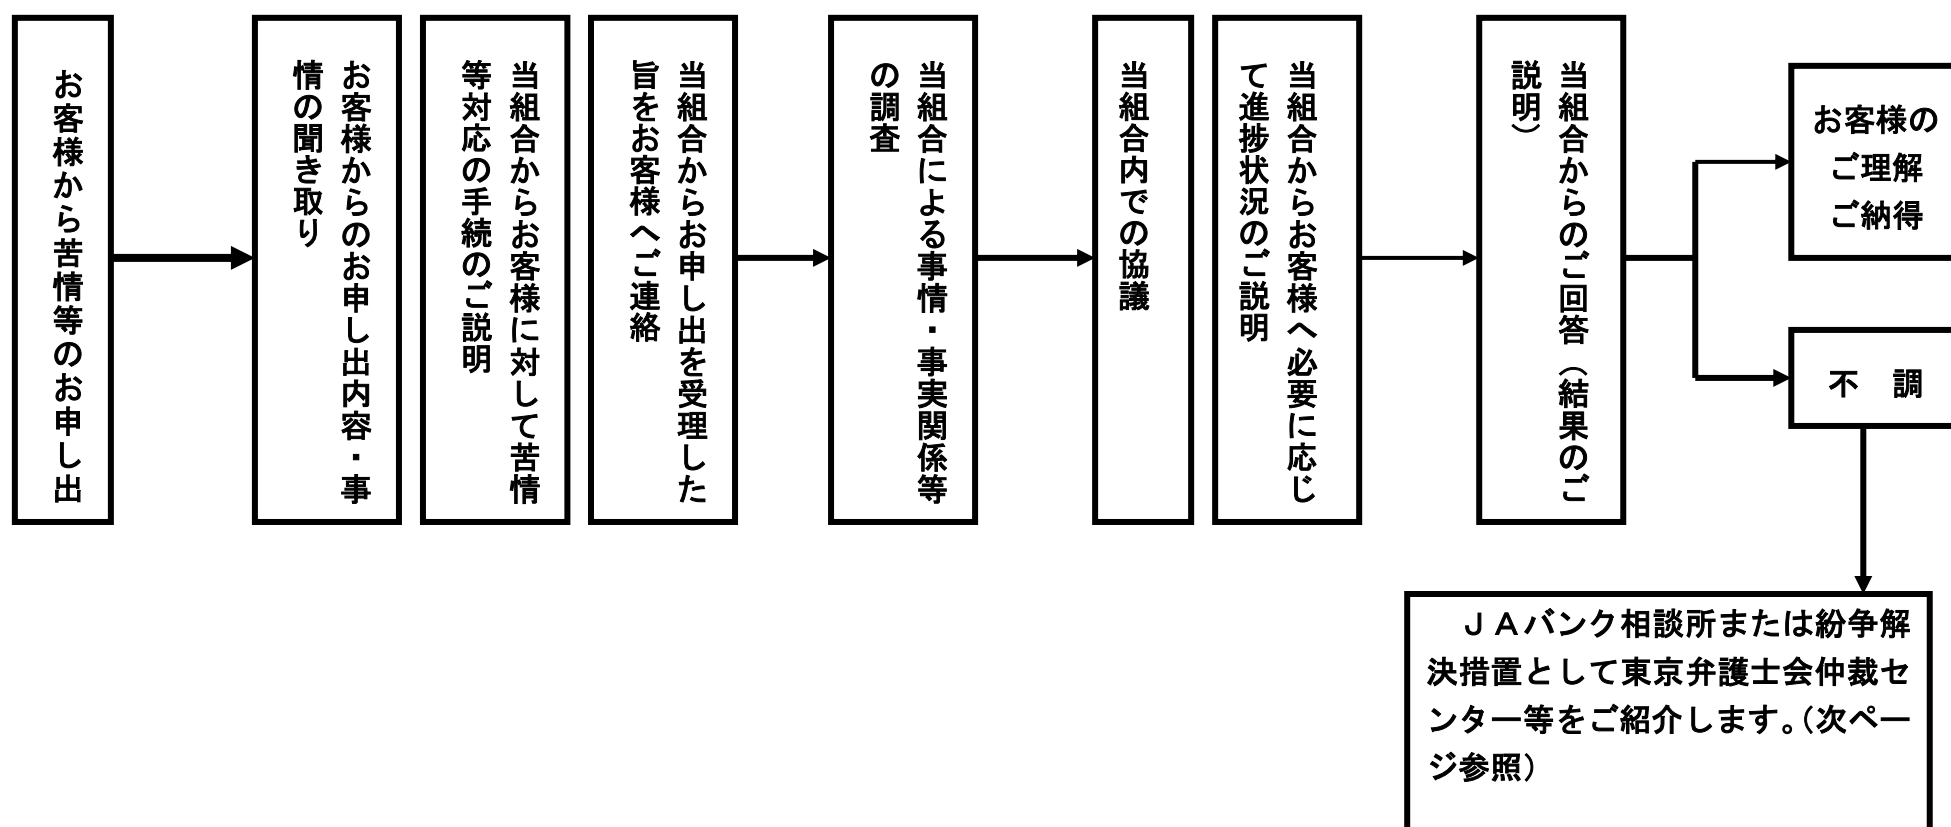 お客様から苦情等のお申し出
お客様からのお申し出内容・事
情の聞き取り
当組合からお客様に対して苦情
等対応の手続のご説明
当組合からお申し出を受理した
旨をお客様へご連絡
当組合による事情・事実関係等
の調査
当組合内での協議
当組合からお客様へ必要に応じ
て進捗状況のご説明
当組合からのご回答（結果のご
説明）
お客様の
ご理解
ご納得
不　調
ＪＡバンク相談所または紛争解
決措置として東京弁護士会仲裁セ
ンター等をご紹介します。（次ペー
ジ参照）